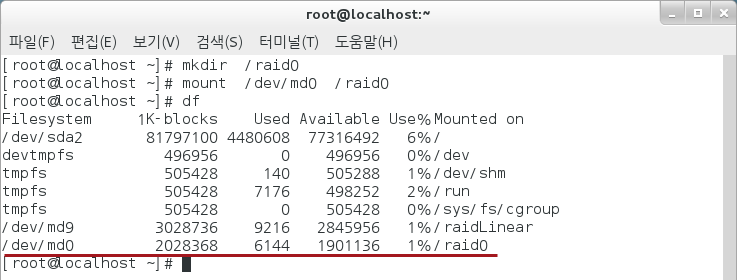 root@localhost:~
파일(F) 편집(E) 보기(V) 검색(S) 터미널(T) 도움말(H)
[root@localhost ~]# mkdir /raid0
[root@localhost ~]# mount /dev/md0 /raid0
[root@localhost ~]# df
Filesystem 1K-blocks Used Available Use% Mounted on
/dev/sda2 81797100 4480608 77316492 6% /
devtmpfs 496956 0 496956 0% /dev
tmpfs 505428 140 505288 1% /dev/shm
tmpfs 505428 7176 498252 2% /run
tmpfs 505428 0 505428 0% /sys/fs/cgroup
/dev/md9 3028736 9216 2845956 1% /raidLinear
/dev/md0 2028368 6144 1901136 1% /raid0
[root@localhost ~]#